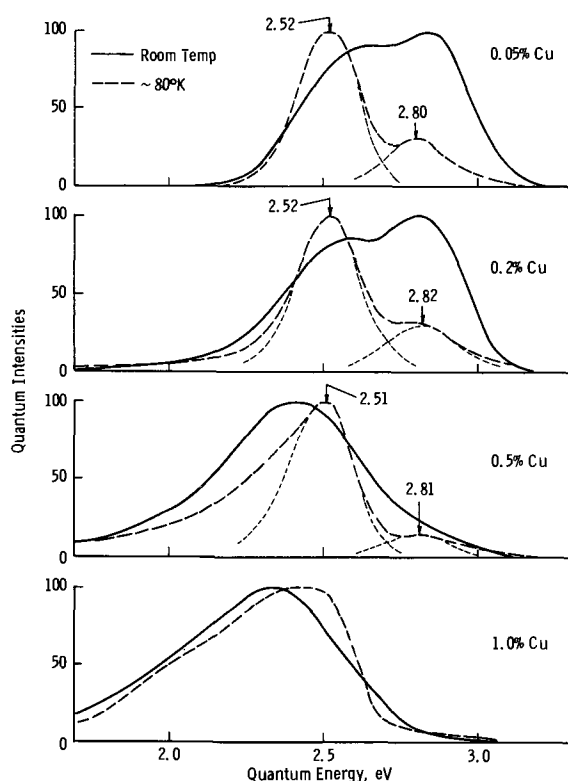 2.52
100
Room Temp
~80°K
0.05% Cu
2.80
50
0
2.52
100
0.2% Cu
2.82
50
0
Quantum Intensities
2.51
100
0.5% Cu
2.81
50
0
100
1.0% Cu
50
0
2.0 2.5 3.0
Quantum Energy, eV